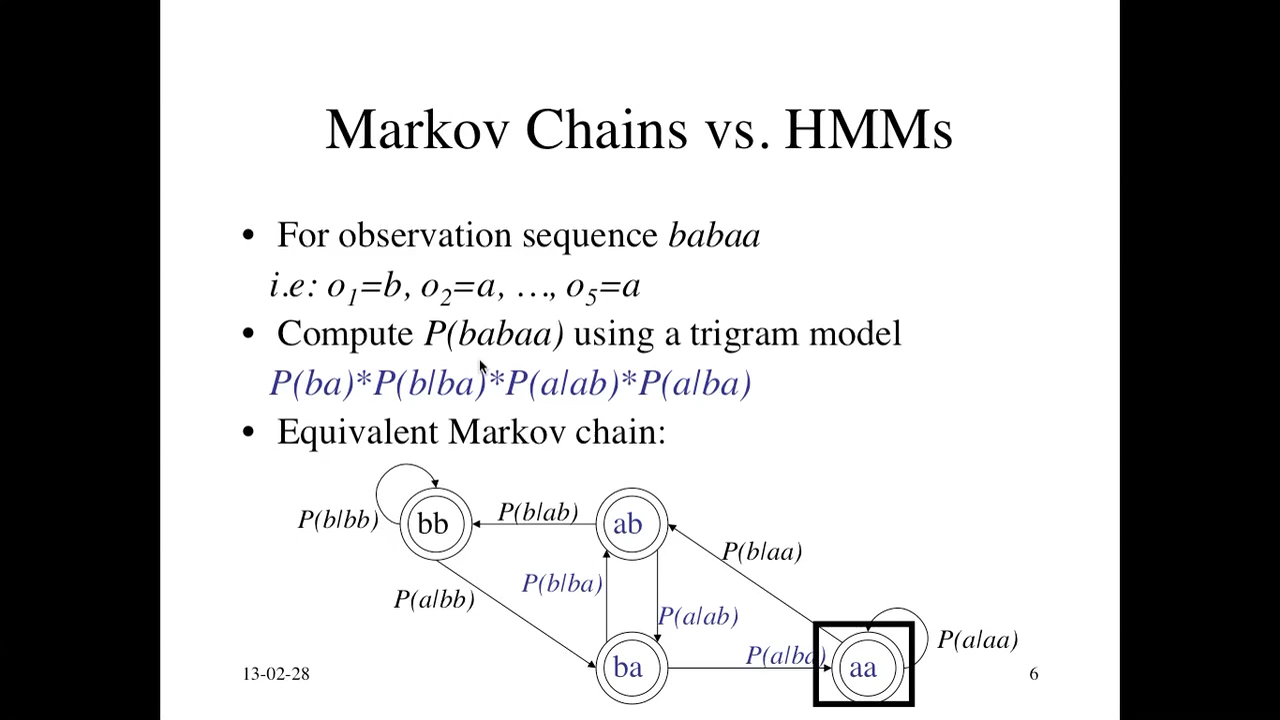 Markov Chains vs. HMMs
• For observation sequence babaa
i.e: o1=b, o2=a, …, o5=a
• Compute P(babaa) using a trigram model
P(ba)*P(b|ba)*P(a|ab)*P(a|ba)
• Equivalent Markov chain:
P(b|bb)
bb
P(b|ab)
ab
P(b|aa)
P(a|bb)
P(b|ba)
P(a|ab)
ba
P(a|ba)
aa
P(a|aa)
13-02-28
6